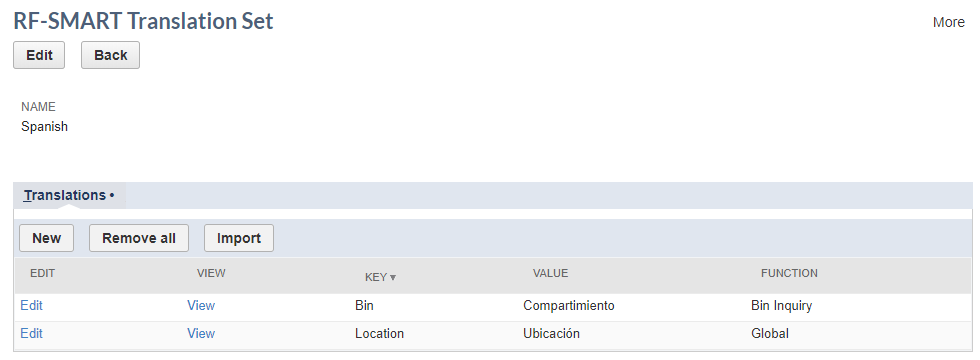 RF-SMART Translation Set
More
Edit Back
NAME
Spanish
Translations •
New Remove all Import
EDIT VIEW KEY ▾ VALUE FUNCTION
Edit View Bin Compartimiento Bin Inquiry
Edit View Location Ubicación Global